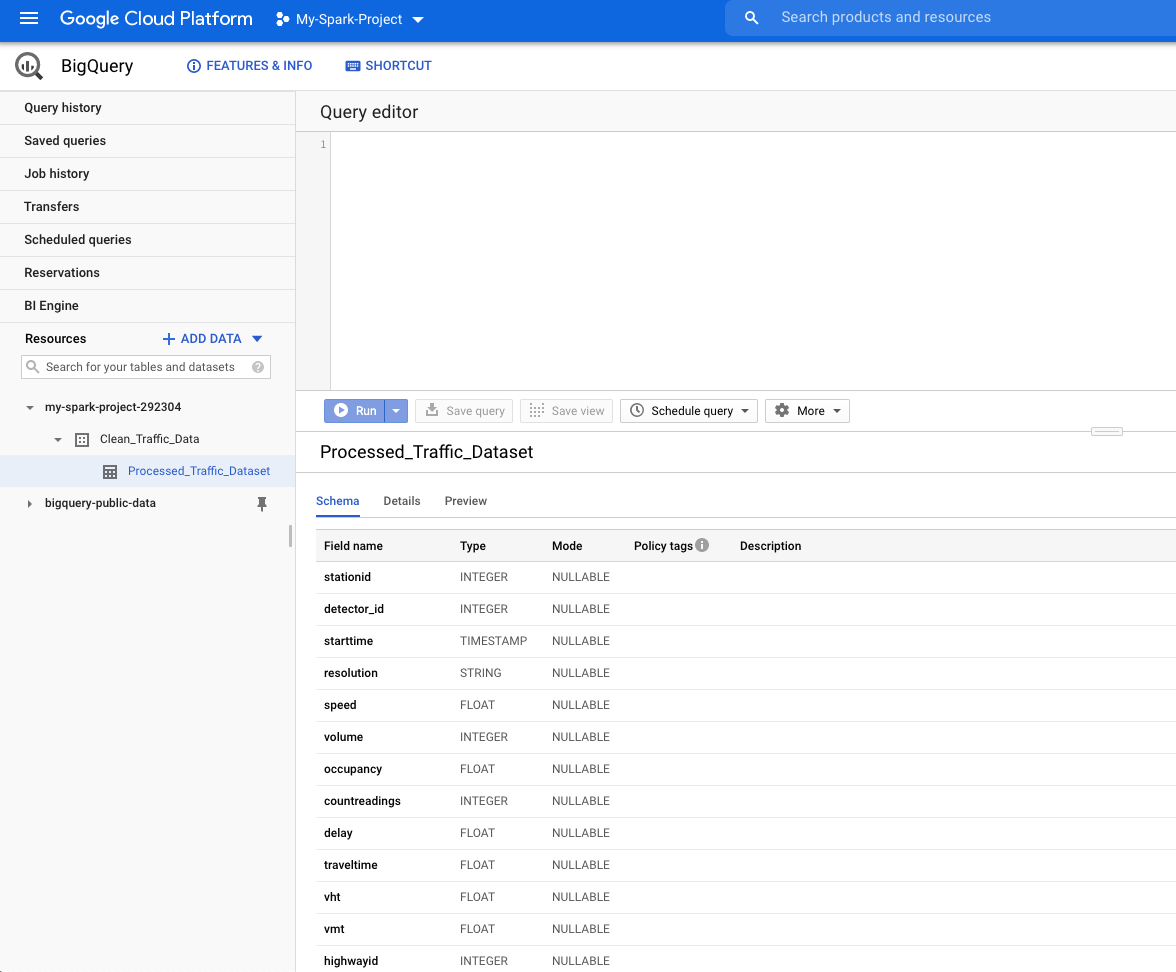 Google Cloud Platform My-Spark-Project Search products and resources
BigQuery FEATURES & INFO SHORTCUT
Query history
Saved queries
Job history
Transfers
Scheduled queries
Reservations
BI Engine
Resources ADD DATA
Search for your tables and datasets ?
my-spark-project-292304
Clean_Traffic_Data
Processed_Traffic_Dataset
bigquery-public-data
Query editor
1
Run Save query Save view Schedule query More
Processed_Traffic_Dataset
Schema Details Preview
Field name Type Mode Policy tags Description
stationid INTEGER NULLABLE
detector_id INTEGER NULLABLE
starttime TIMESTAMP NULLABLE
resolution STRING NULLABLE
speed FLOAT NULLABLE
volume INTEGER NULLABLE
occupancy FLOAT NULLABLE
countreadings INTEGER NULLABLE
delay FLOAT NULLABLE
traveltime FLOAT NULLABLE
vht FLOAT NULLABLE
vmt FLOAT NULLABLE
highwayid INTEGER NULLABLE